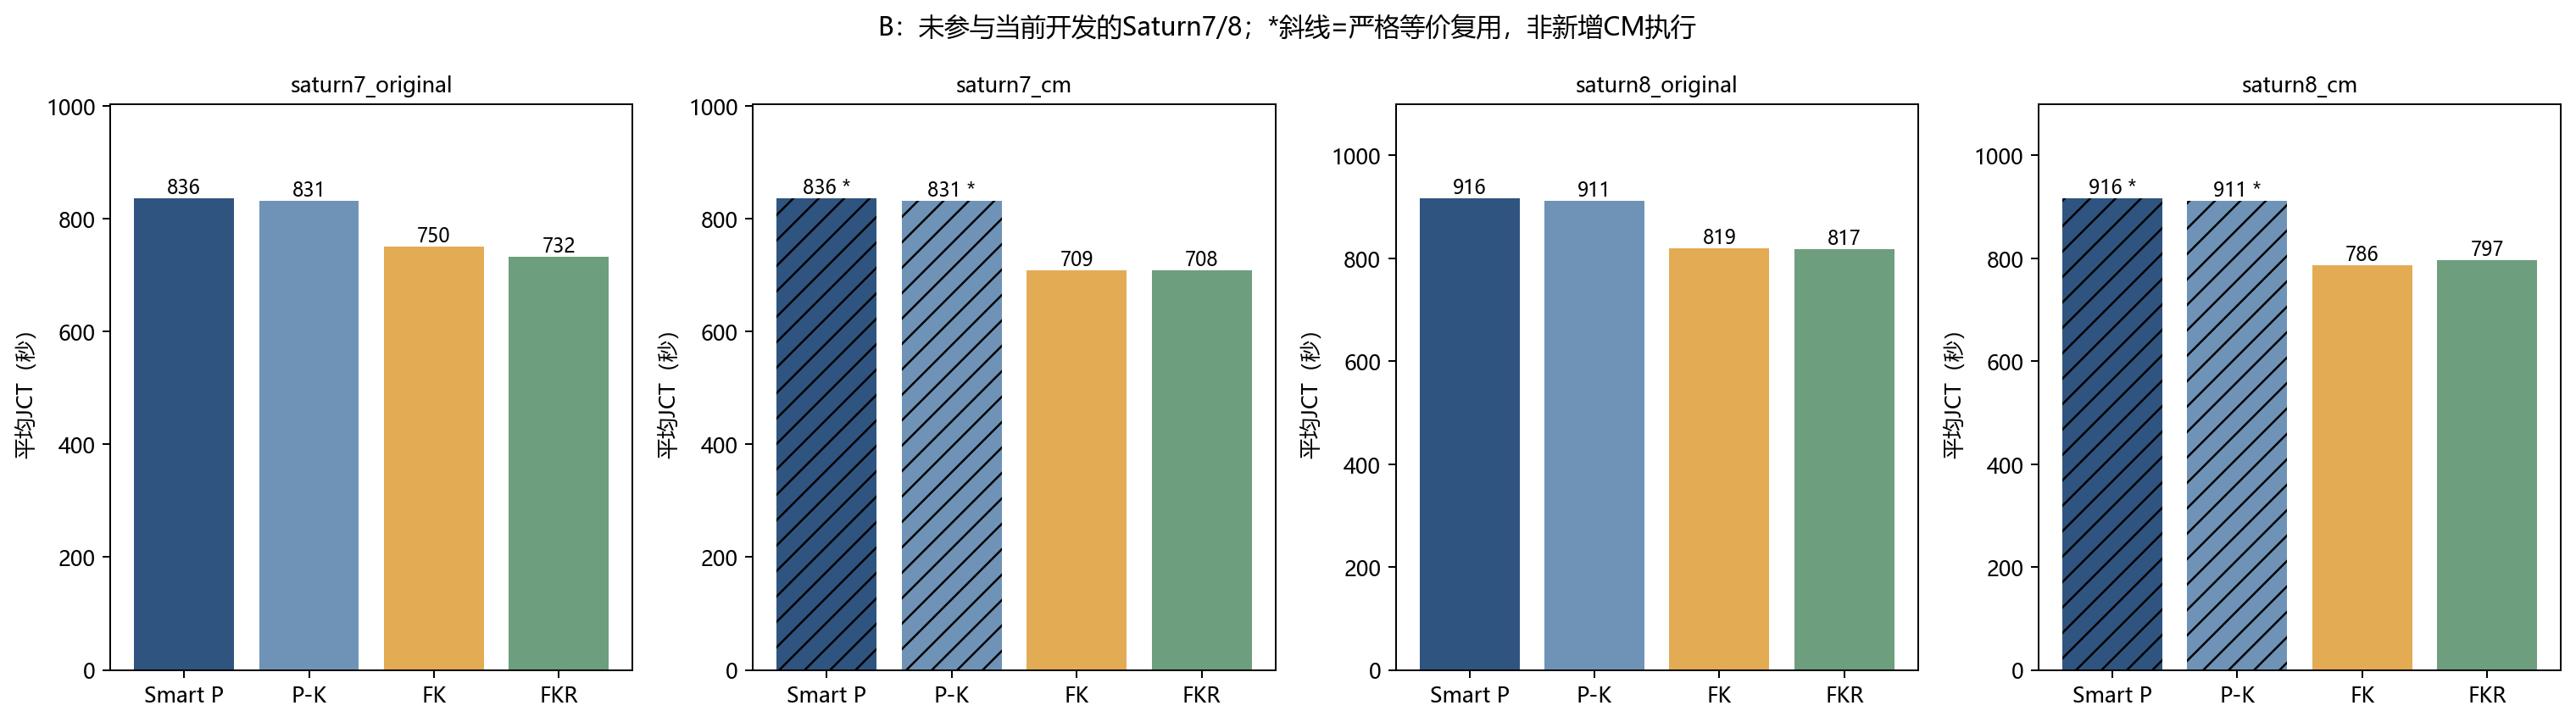 B：未参与当前开发的Saturn7/8；*斜线=严格等价复用，非新增CM执行
saturn7_original
平均JCT（秒）
1000
800
600
400
200
0
836
831
750
732
Smart P
P-K
FK
FKR
saturn7_cm
平均JCT（秒）
1000
800
600
400
200
0
836 *
831 *
709
708
Smart P
P-K
FK
FKR
saturn8_original
平均JCT（秒）
1000
800
600
400
200
0
916
911
819
817
Smart P
P-K
FK
FKR
saturn8_cm
平均JCT（秒）
1000
800
600
400
200
0
916 *
911 *
786
797
Smart P
P-K
FK
FKR